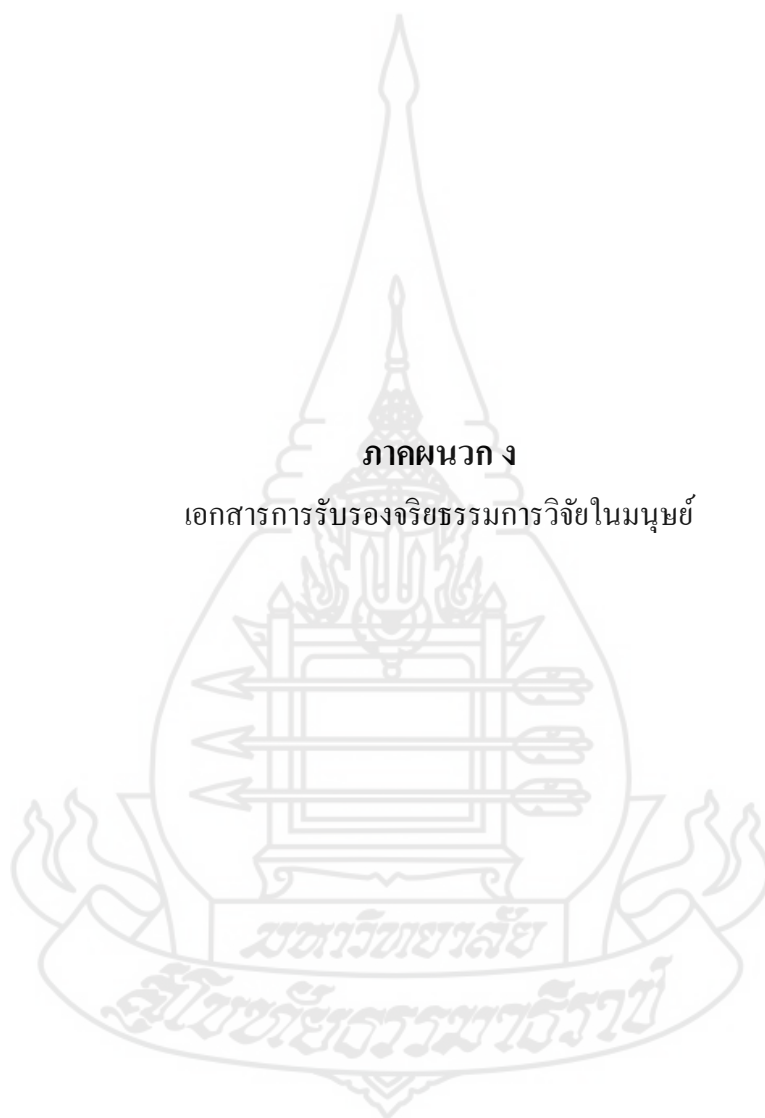 ภาคผนวก ง
เอกสารการรับรองจริยธรรมการวิจัยในมนุษย์
มหาวิทยาลัย
สุโขทัยธรรมาธิราช